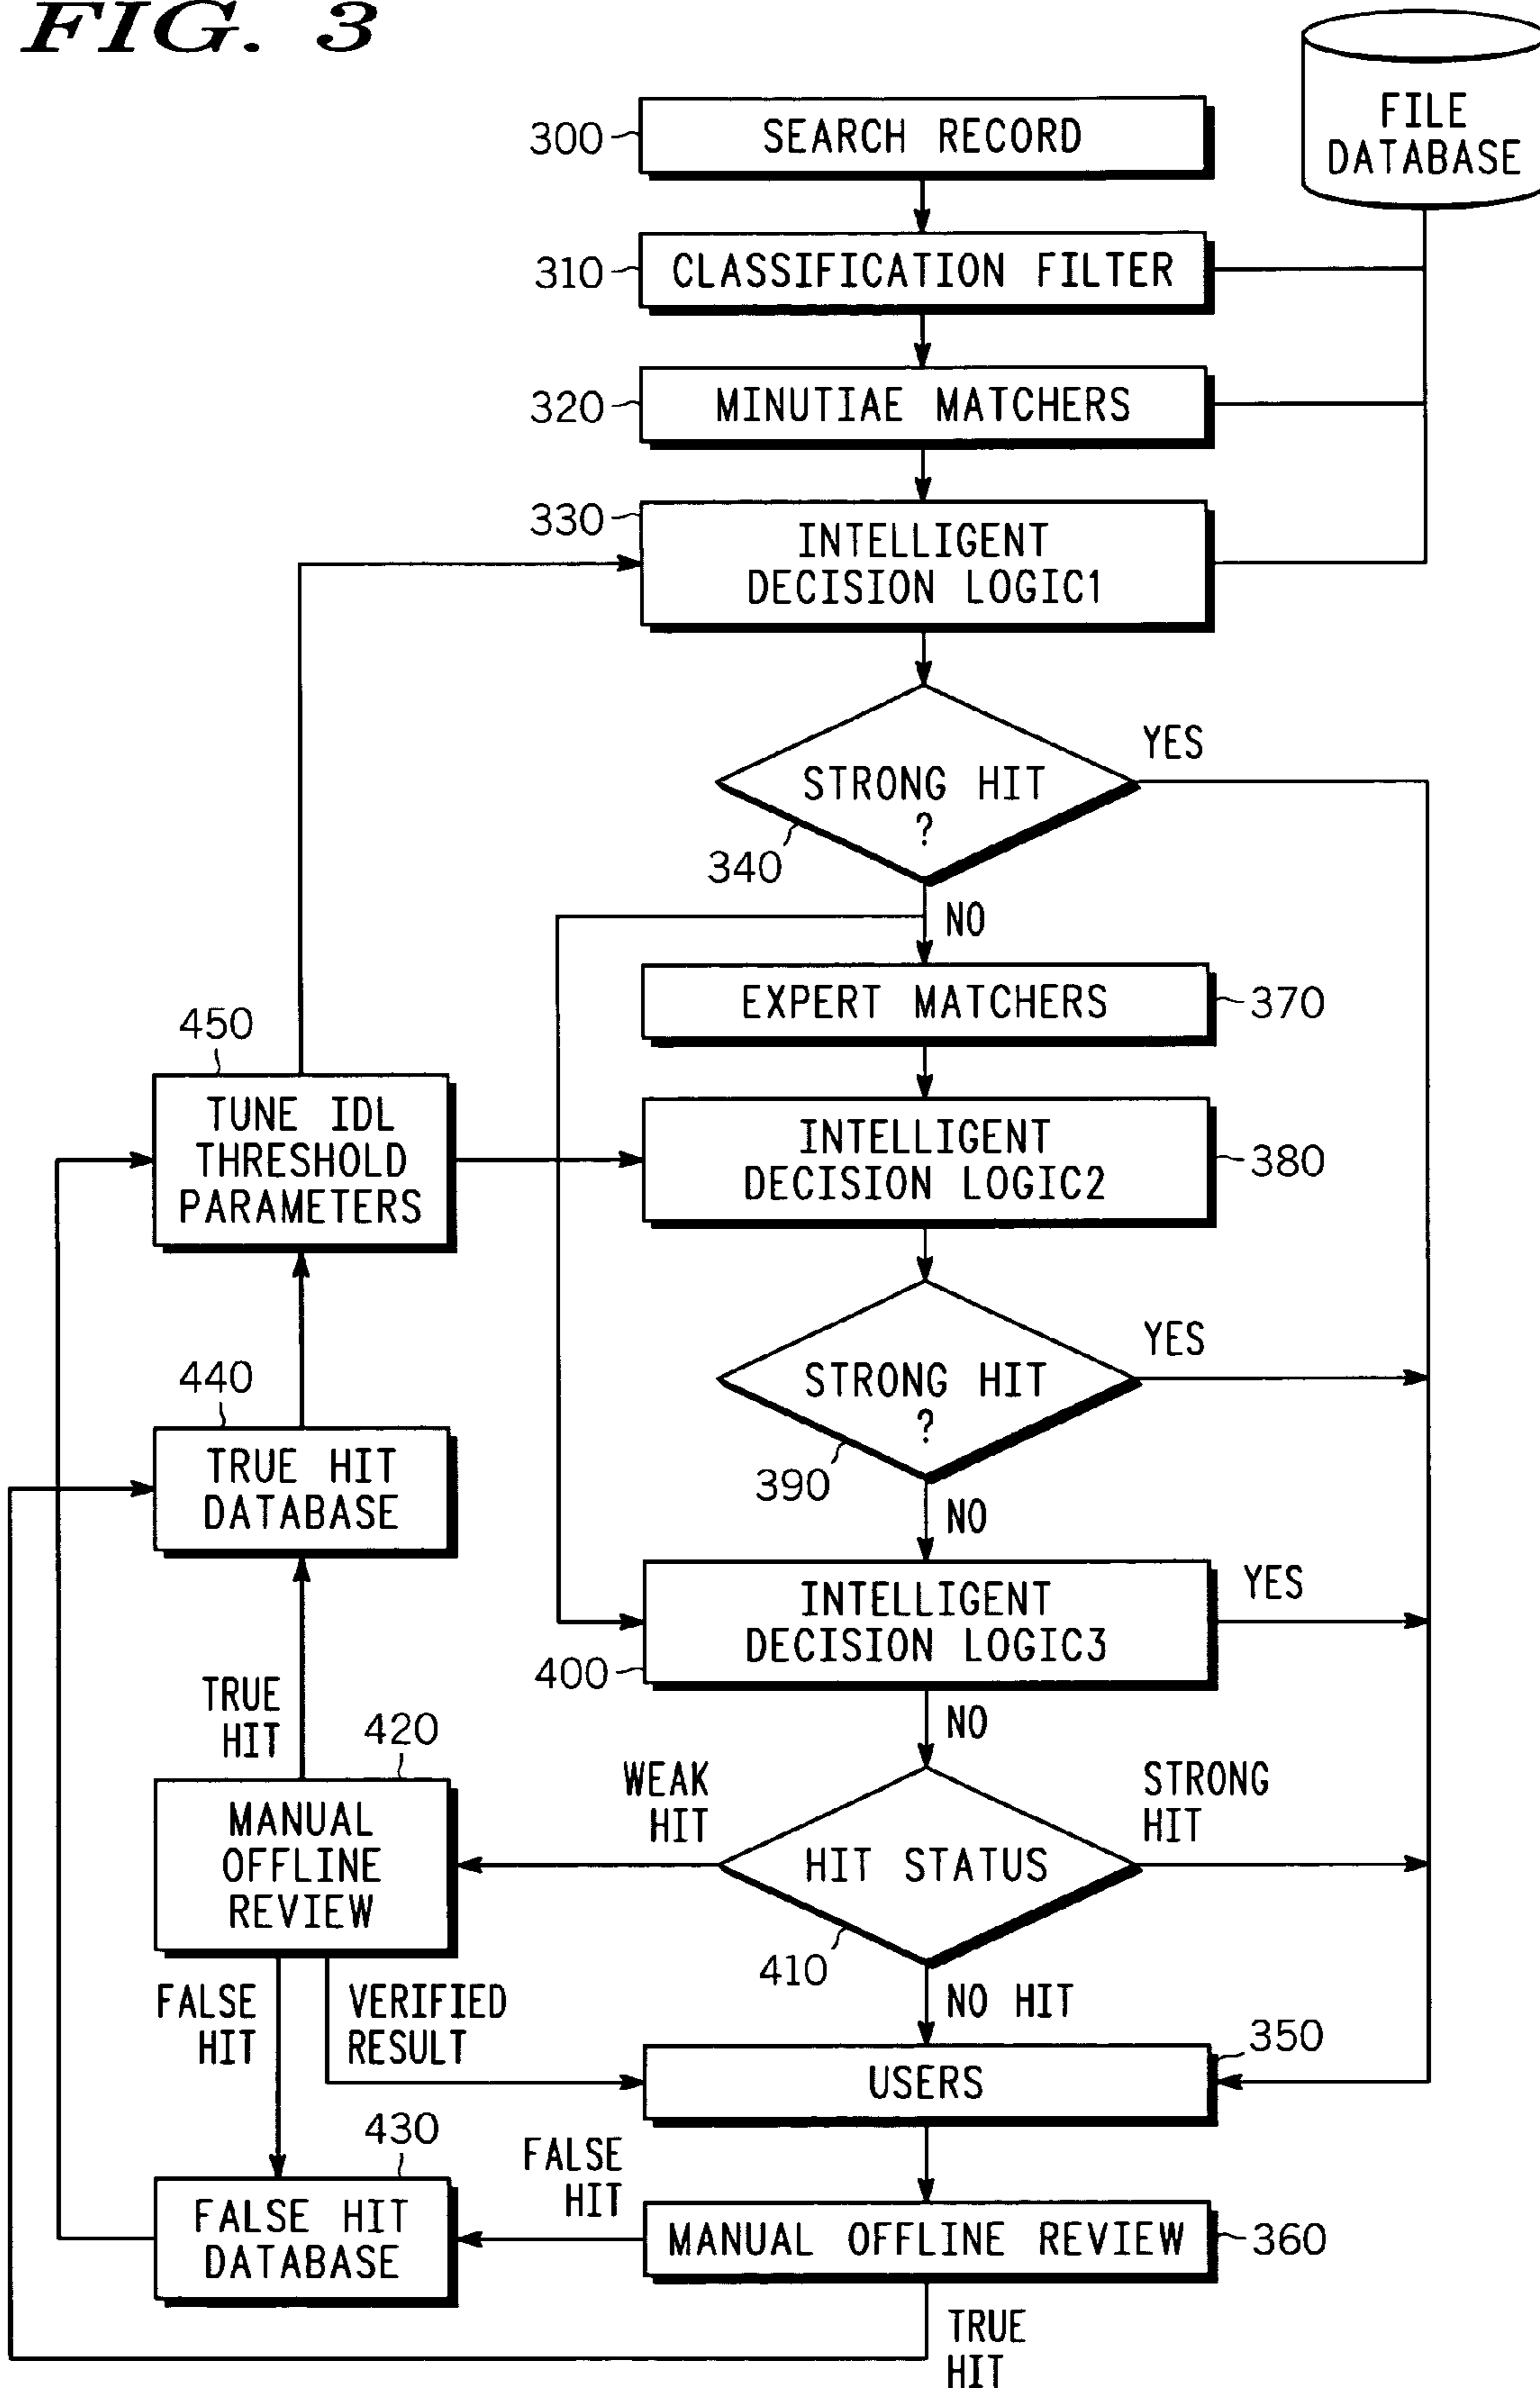 FIG. 3
FILE
DATABASE
300
SEARCH RECORD
310
CLASSIFICATION FILTER
320
MINUTIAE MATCHERS
330
INTELLIGENT
DECISION LOGIC1
YES
STRONG HIT
?
340
NO
EXPERT MATCHERS
370
450
TUNE IDL
THRESHOLD
PARAMETERS
INTELLIGENT
DECISION LOGIC2
380
YES
STRONG HIT
?
390
NO
440
TRUE HIT
DATABASE
INTELLIGENT
DECISION LOGIC3
YES
400
NO
TRUE
HIT
420
MANUAL
OFFLINE
REVIEW
WEAK
HIT
STRONG
HIT
HIT STATUS
410
NO HIT
FALSE
HIT
VERIFIED
RESULT
350
USERS
430
FALSE HIT
DATABASE
FALSE
HIT
MANUAL OFFLINE REVIEW
360
TRUE
HIT